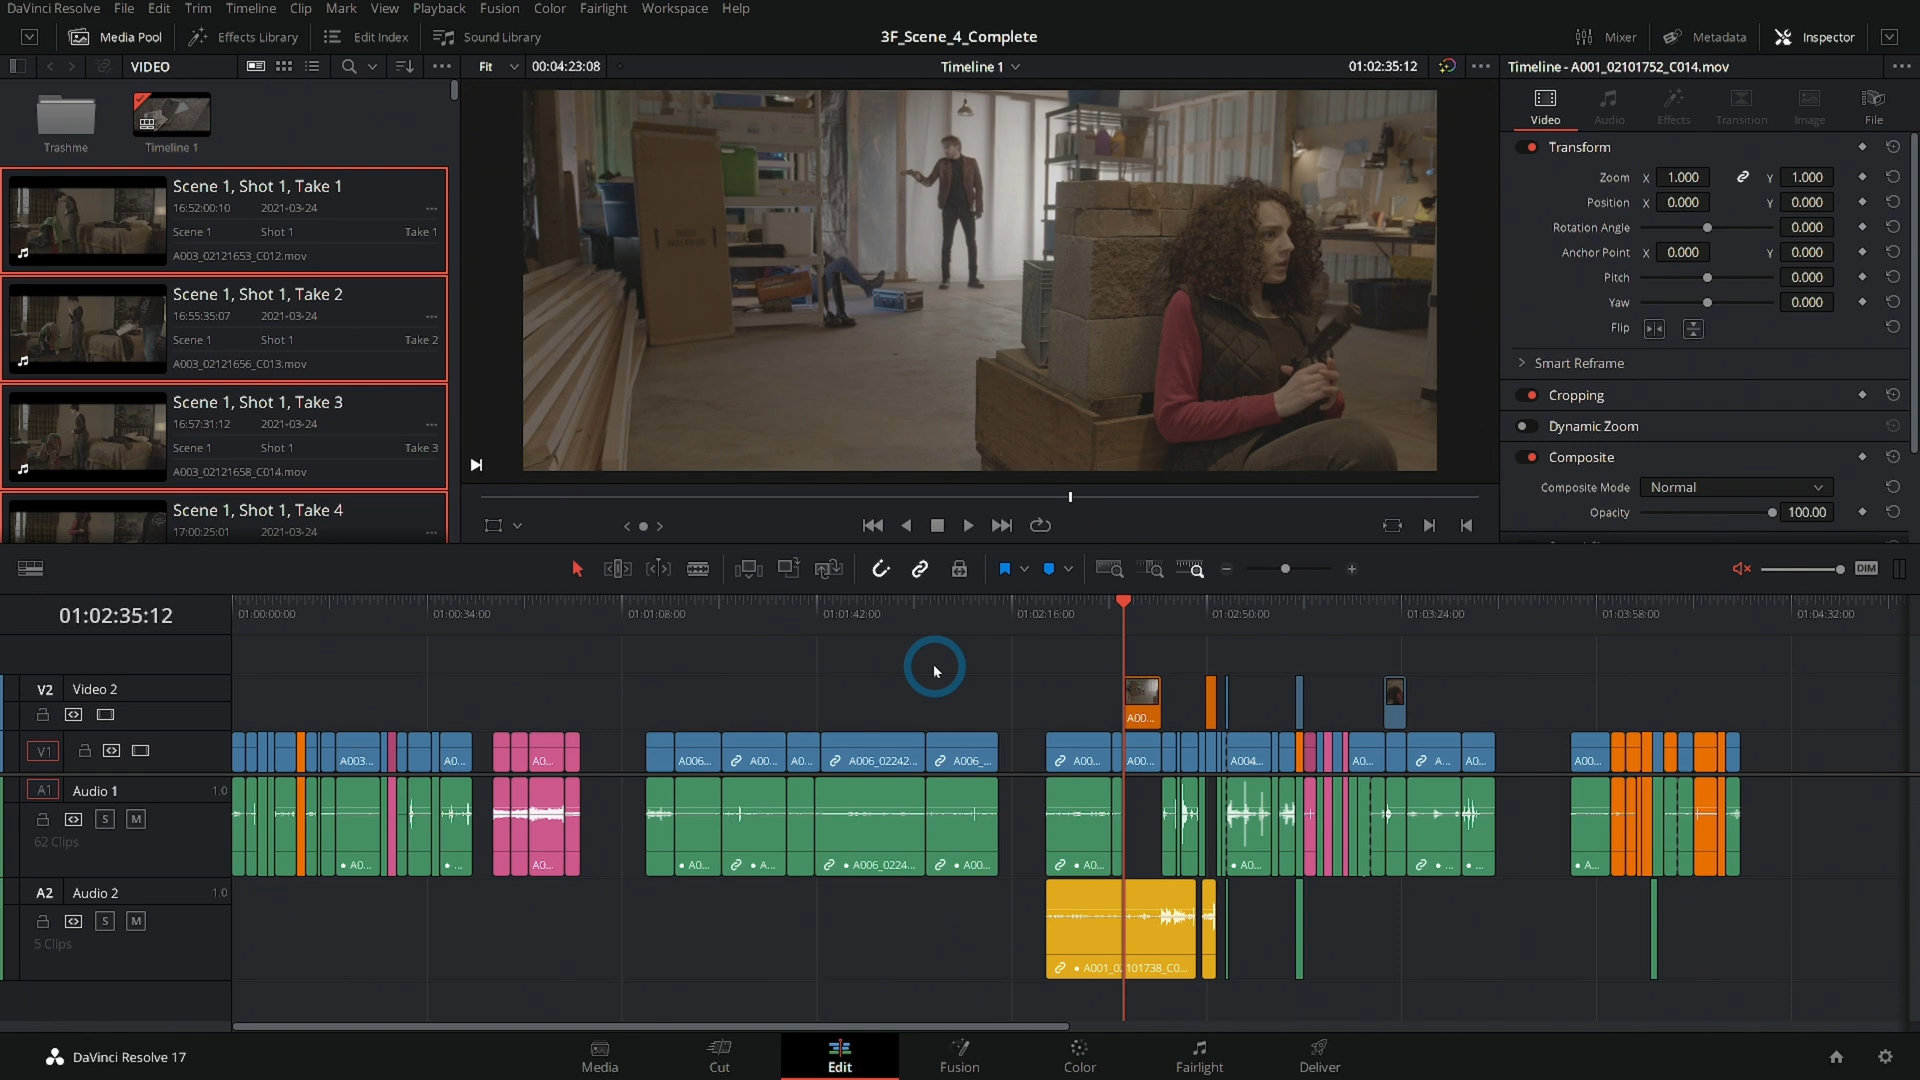 DaVinci Resolve File Edit Trim Timeline Clip Mark View Playback Fusion Color Fairlight Workspace Help
Media Pool Effects Library Edit Index Sound Library 3F_Scene_4_Complete Mixer Metadata Inspector
VIDEO Fit 00:04:23:08 Timeline 1 01:02:35:12 Timeline - A001_02101752_C014.mov
Video Audio Effects Transition Image File
Trashme Timeline 1
Transform
Zoom X 1.000 Y 1.000
Position X 0.000 Y 0.000
Rotation Angle 0.000
Anchor Point X 0.000 Y 0.000
Pitch 0.000
Yaw 0.000
Flip
Smart Reframe
Cropping
Dynamic Zoom
Composite
Composite Mode Normal
Opacity 100.00
Scene 1, Shot 1, Take 1
16:52:00:10 2021-03-24
Scene 1 Shot 1 Take 1
A003_02121653_C012.mov
Scene 1, Shot 1, Take 2
16:55:35:07 2021-03-24
Scene 1 Shot 1 Take 2
A003_02121656_C013.mov
Scene 1, Shot 1, Take 3
16:57:31:12 2021-03-24
Scene 1 Shot 1 Take 3
A003_02121658_C014.mov
Scene 1, Shot 1, Take 4
17:00:25:01 2021-03-24
DIM
01:02:35:12 01:00:00:00 01:00:34:00 01:01:08:00 01:01:42:00 01:02:16:00 01:02:50:00 01:03:24:00 01:03:58:00 01:04:32:00
V2 Video 2
A00...
V1 A003... A0... A0... A006... A00... A0... A006_02242... A006_... A00... A00... A004... A0... A... A0... A00...
A1 Audio 1 1.0
S M
62 Clips
A0... ... A0... A0... A... A006_0224... A00... A0... A0... ... ... A...
A2 Audio 2 1.0
S M
5 Clips
A001_02101738_C0...
DaVinci Resolve 17 Media Cut Edit Fusion Color Fairlight Deliver